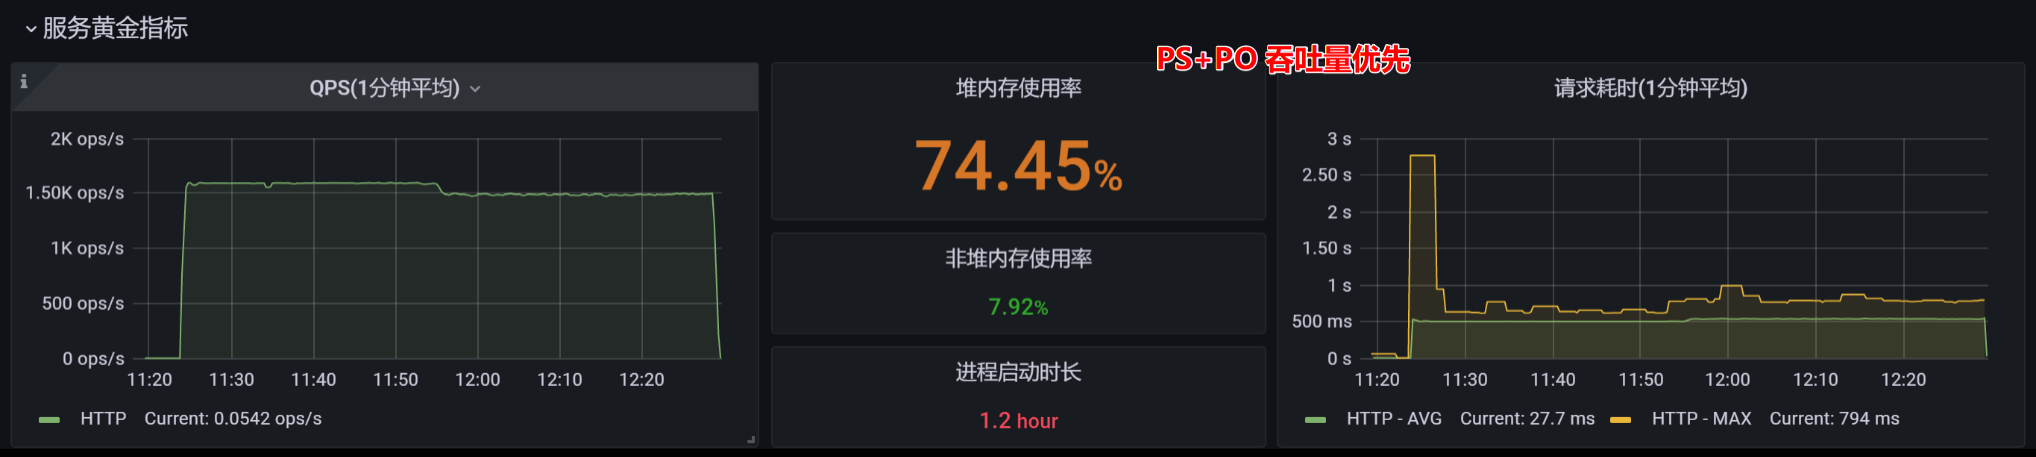 服务黄金指标
PS+PO 吞吐量优先
QPS(1分钟平均)
2K ops/s
1.50K ops/s
1K ops/s
500 ops/s
0 ops/s
11:20 11:30 11:40 11:50 12:00 12:10 12:20
HTTP Current: 0.0542 ops/s
堆内存使用率
74.45%
非堆内存使用率
7.92%
进程启动时长
1.2 hour
请求耗时(1分钟平均)
3 s
2.50 s
2 s
1.50 s
1 s
500 ms
0 s
11:20 11:30 11:40 11:50 12:00 12:10 12:20
HTTP - AVG Current: 27.7 ms HTTP - MAX Current: 794 ms